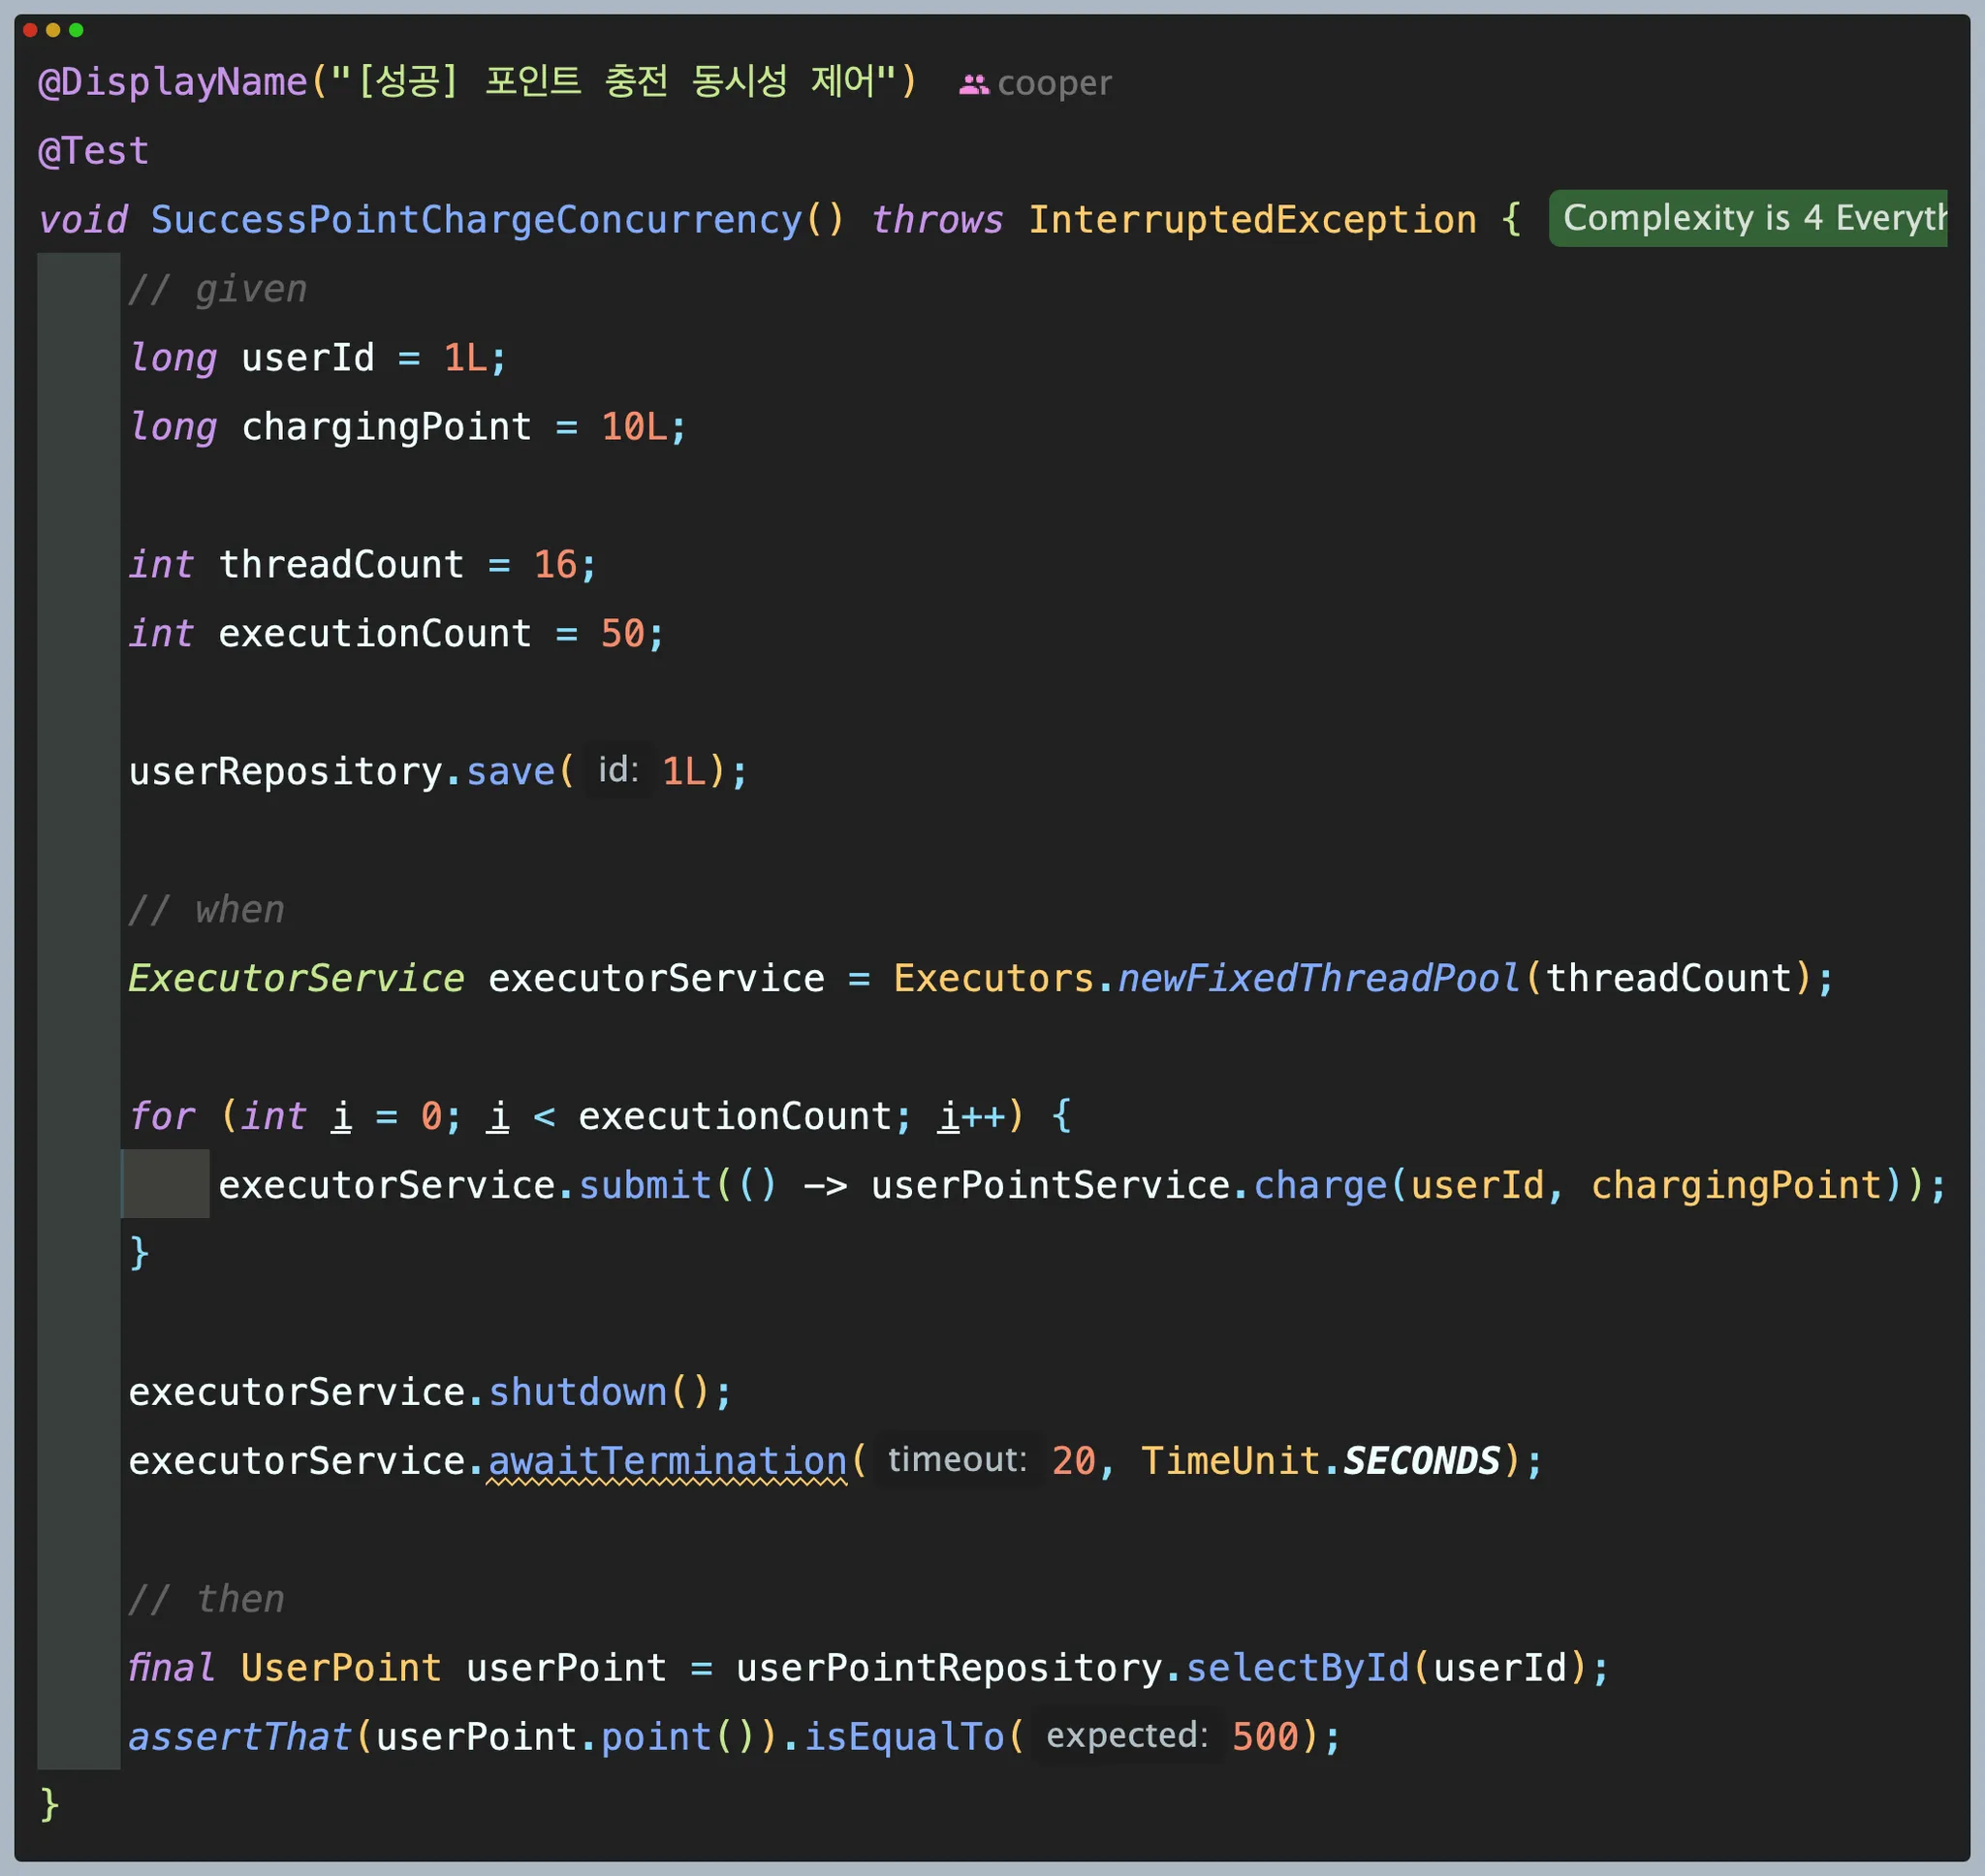 @DisplayName("[성공] 포인트 충전 동시성 제어") cooper
@Test
void SuccessPointChargeConcurrency() throws InterruptedException { Complexity is 4 Everyth
// given
long userId = 1L;
long chargingPoint = 10L;
int threadCount = 16;
int executionCount = 50;
userRepository.save( id: 1L);
// when
ExecutorService executorService = Executors.newFixedThreadPool(threadCount);
for (int i = 0; i < executionCount; i++) {
executorService.submit(() -> userPointService.charge(userId, chargingPoint));
}
executorService.shutdown();
executorService.awaitTermination( timeout: 20, TimeUnit.SECONDS);
// then
final UserPoint userPoint = userPointRepository.selectById(userId);
assertThat(userPoint.point()).isEqualTo( expected: 500);
}